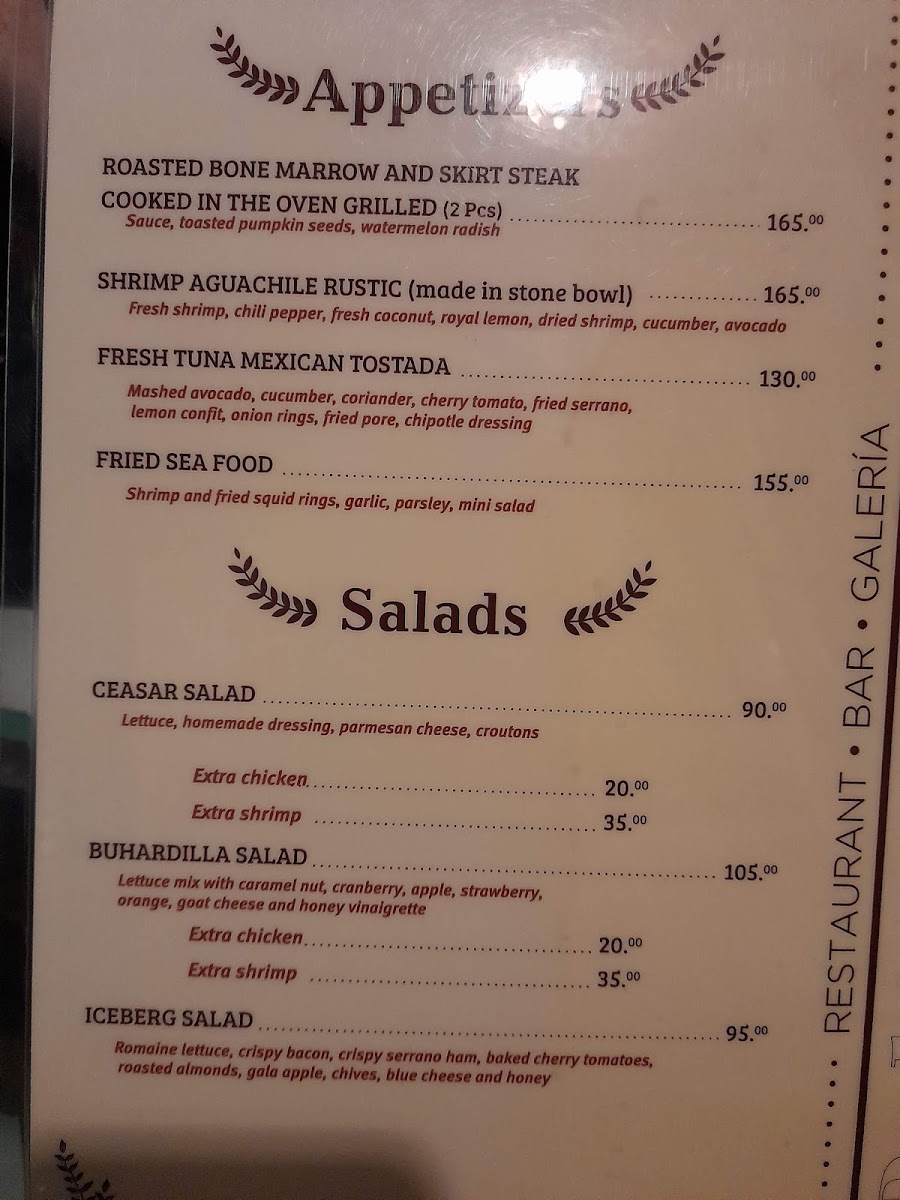 Appetizers
ROASTED BONE MARROW AND SKIRT STEAK
COOKED IN THE OVEN GRILLED (2 Pcs) 165.00
Sauce, toasted pumpkin seeds, watermelon radish
SHRIMP AGUACHILE RUSTIC (made in stone bowl) 165.00
Fresh shrimp, chili pepper, fresh coconut, royal lemon, dried shrimp, cucumber, avocado
FRESH TUNA MEXICAN TOSTADA 130.00
Mashed avocado, cucumber, coriander, cherry tomato, fried serrano,
lemon confit, onion rings, fried pore, chipotle dressing
FRIED SEA FOOD 155.00
Shrimp and fried squid rings, garlic, parsley, mini salad
Salads
CEASAR SALAD 90.00
Lettuce, homemade dressing, parmesan cheese, croutons
Extra chicken 20.00
Extra shrimp 35.00
BUHARDILLA SALAD 105.00
Lettuce mix with caramel nut, cranberry, apple, strawberry,
orange, goat cheese and honey vinaigrette
Extra chicken 20.00
Extra shrimp 35.00
ICEBERG SALAD 95.00
Romaine lettuce, crispy bacon, crispy serrano ham, baked cherry tomatoes,
roasted almonds, gala apple, chives, blue cheese and honey
RESTAURANT • BAR • GALERÍA